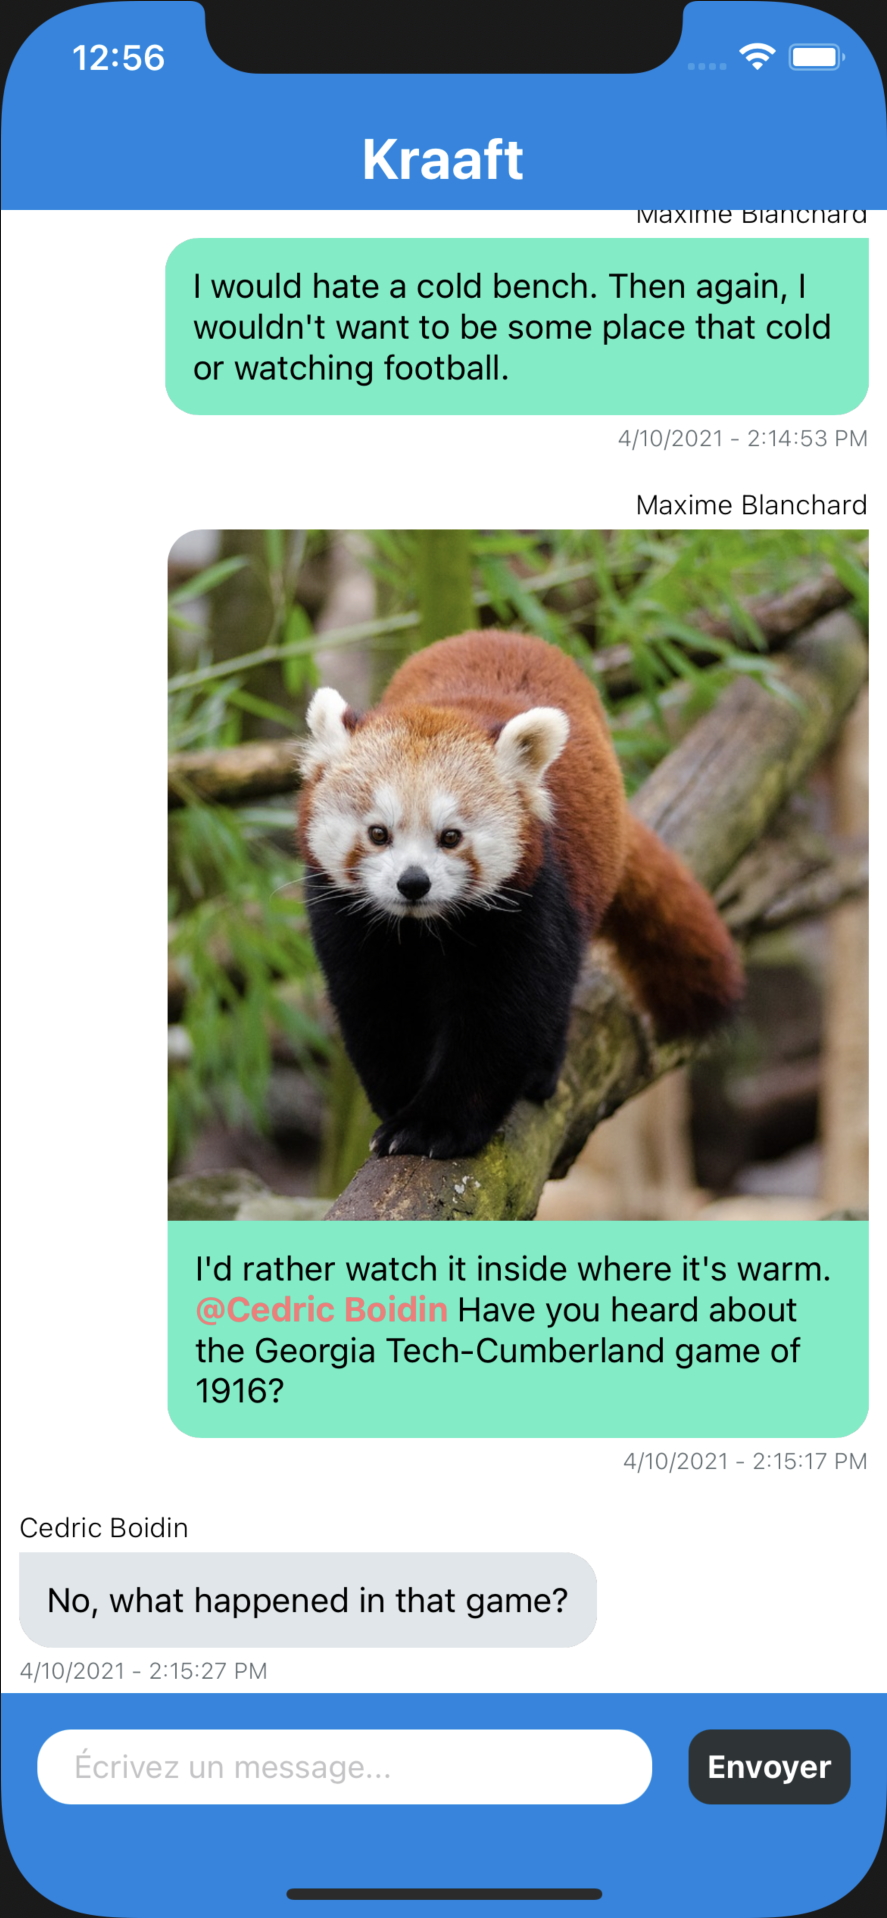 12:56
Kraaft
Maxime Blanchard
I would hate a cold bench. Then again, I
wouldn't want to be some place that cold
or watching football.
4/10/2021 - 2:14:53 PM
Maxime Blanchard
I'd rather watch it inside where it's warm.
@Cedric Boidin Have you heard about
the Georgia Tech-Cumberland game of
1916?
4/10/2021 - 2:15:17 PM
Cedric Boidin
No, what happened in that game?
4/10/2021 - 2:15:27 PM
Écrivez un message...
Envoyer